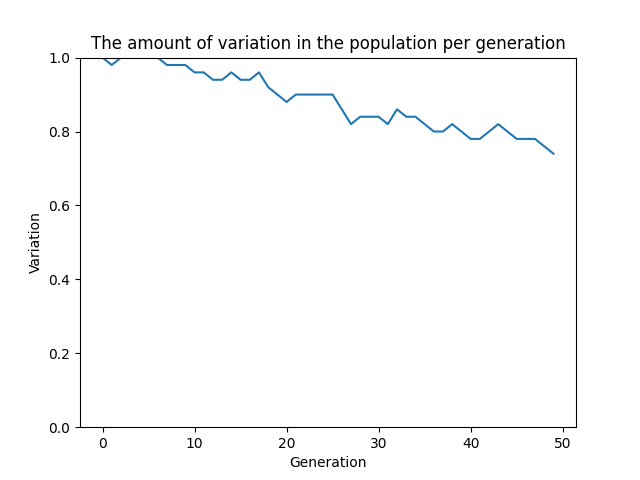 The amount of variation in the population per generation
1.0
0.8
0.6
0.4
0.2
0.0
Variation
0 10 20 30 40 50
Generation